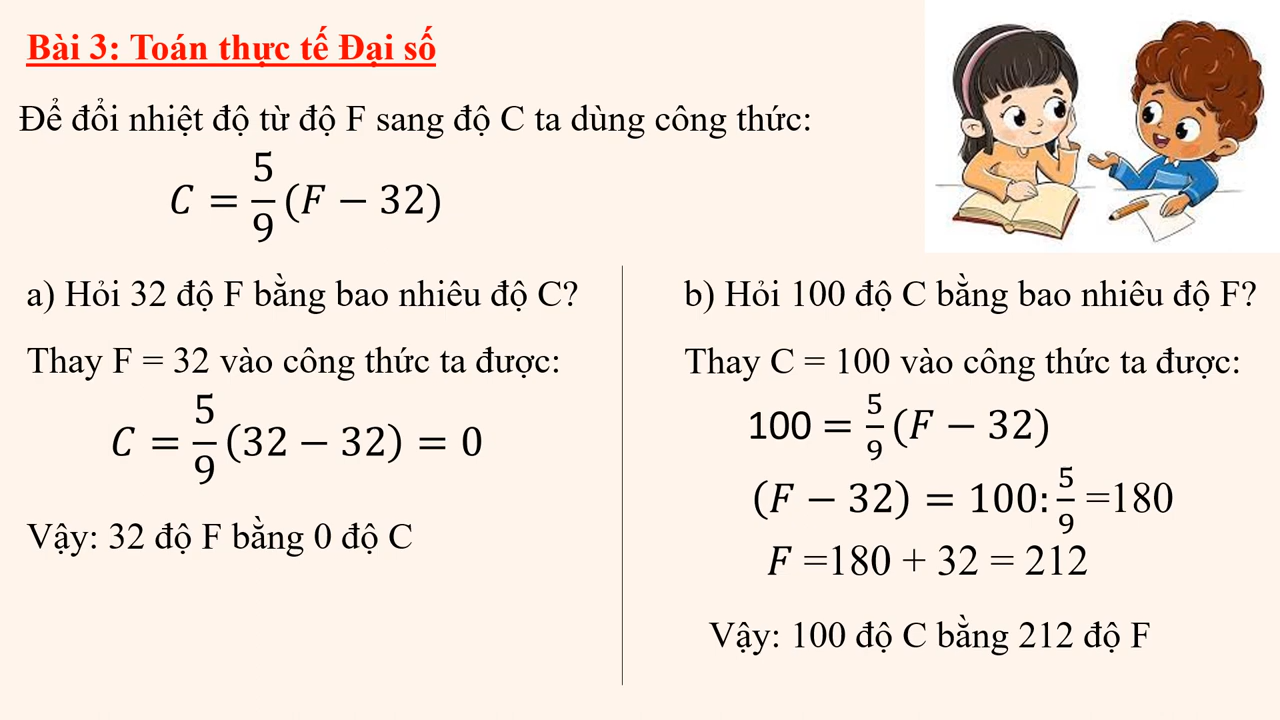 Bài 3: Toán thực tế Đại số
Để đổi nhiệt độ từ độ F sang độ C ta dùng công thức:
C = 5/9 (F − 32)
a) Hỏi 32 độ F bằng bao nhiêu độ C?
Thay F = 32 vào công thức ta được:
C = 5/9 (32 − 32) = 0
Vậy: 32 độ F bằng 0 độ C
b) Hỏi 100 độ C bằng bao nhiêu độ F?
Thay C = 100 vào công thức ta được:
100 = 5/9 (F − 32)
(F − 32) = 100: 5/9 =180
F =180 + 32 = 212
Vậy: 100 độ C bằng 212 độ F